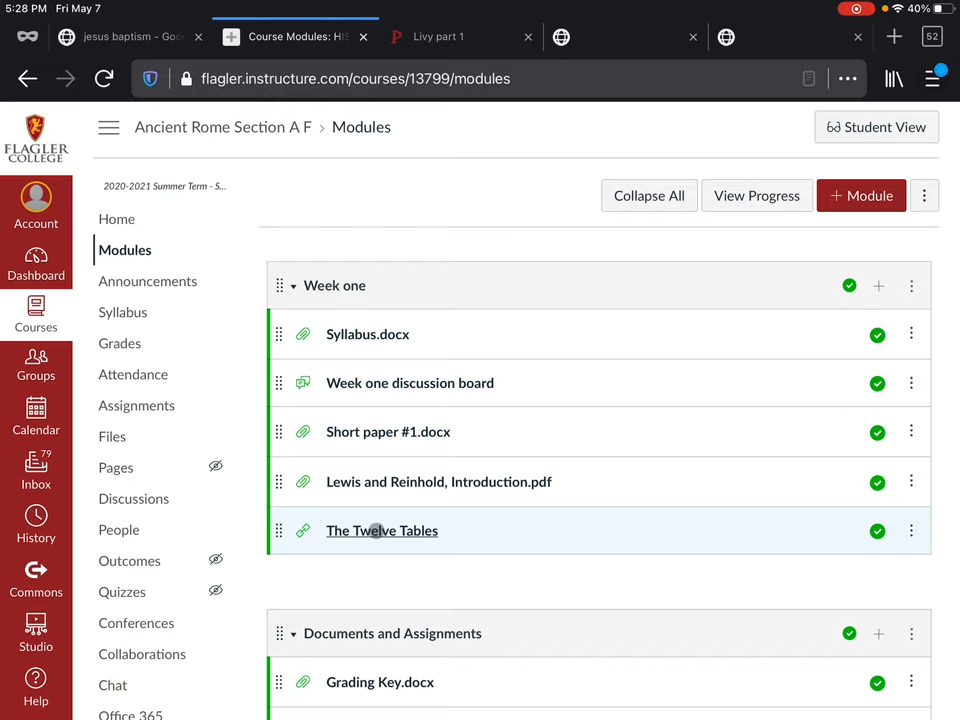 5:28 PM Fri May 7
40%
jesus baptism - Goo
Course Modules: HIS
Livy part 1
52
flagler.instructure.com/courses/13799/modules
FLAGLER
COLLEGE
Ancient Rome Section A F > Modules
Student View
2020-2021 Summer Term - S...
Collapse All
View Progress
+ Module
Account
Dashboard
Courses
Groups
Calendar
79
Inbox
History
Commons
Studio
Help
Home
Modules
Announcements
Syllabus
Grades
Attendance
Assignments
Files
Pages
Discussions
People
Outcomes
Quizzes
Conferences
Collaborations
Chat
Office 365
Week one
Syllabus.docx
Week one discussion board
Short paper #1.docx
Lewis and Reinhold, Introduction.pdf
The Twelve Tables
Documents and Assignments
Grading Key.docx